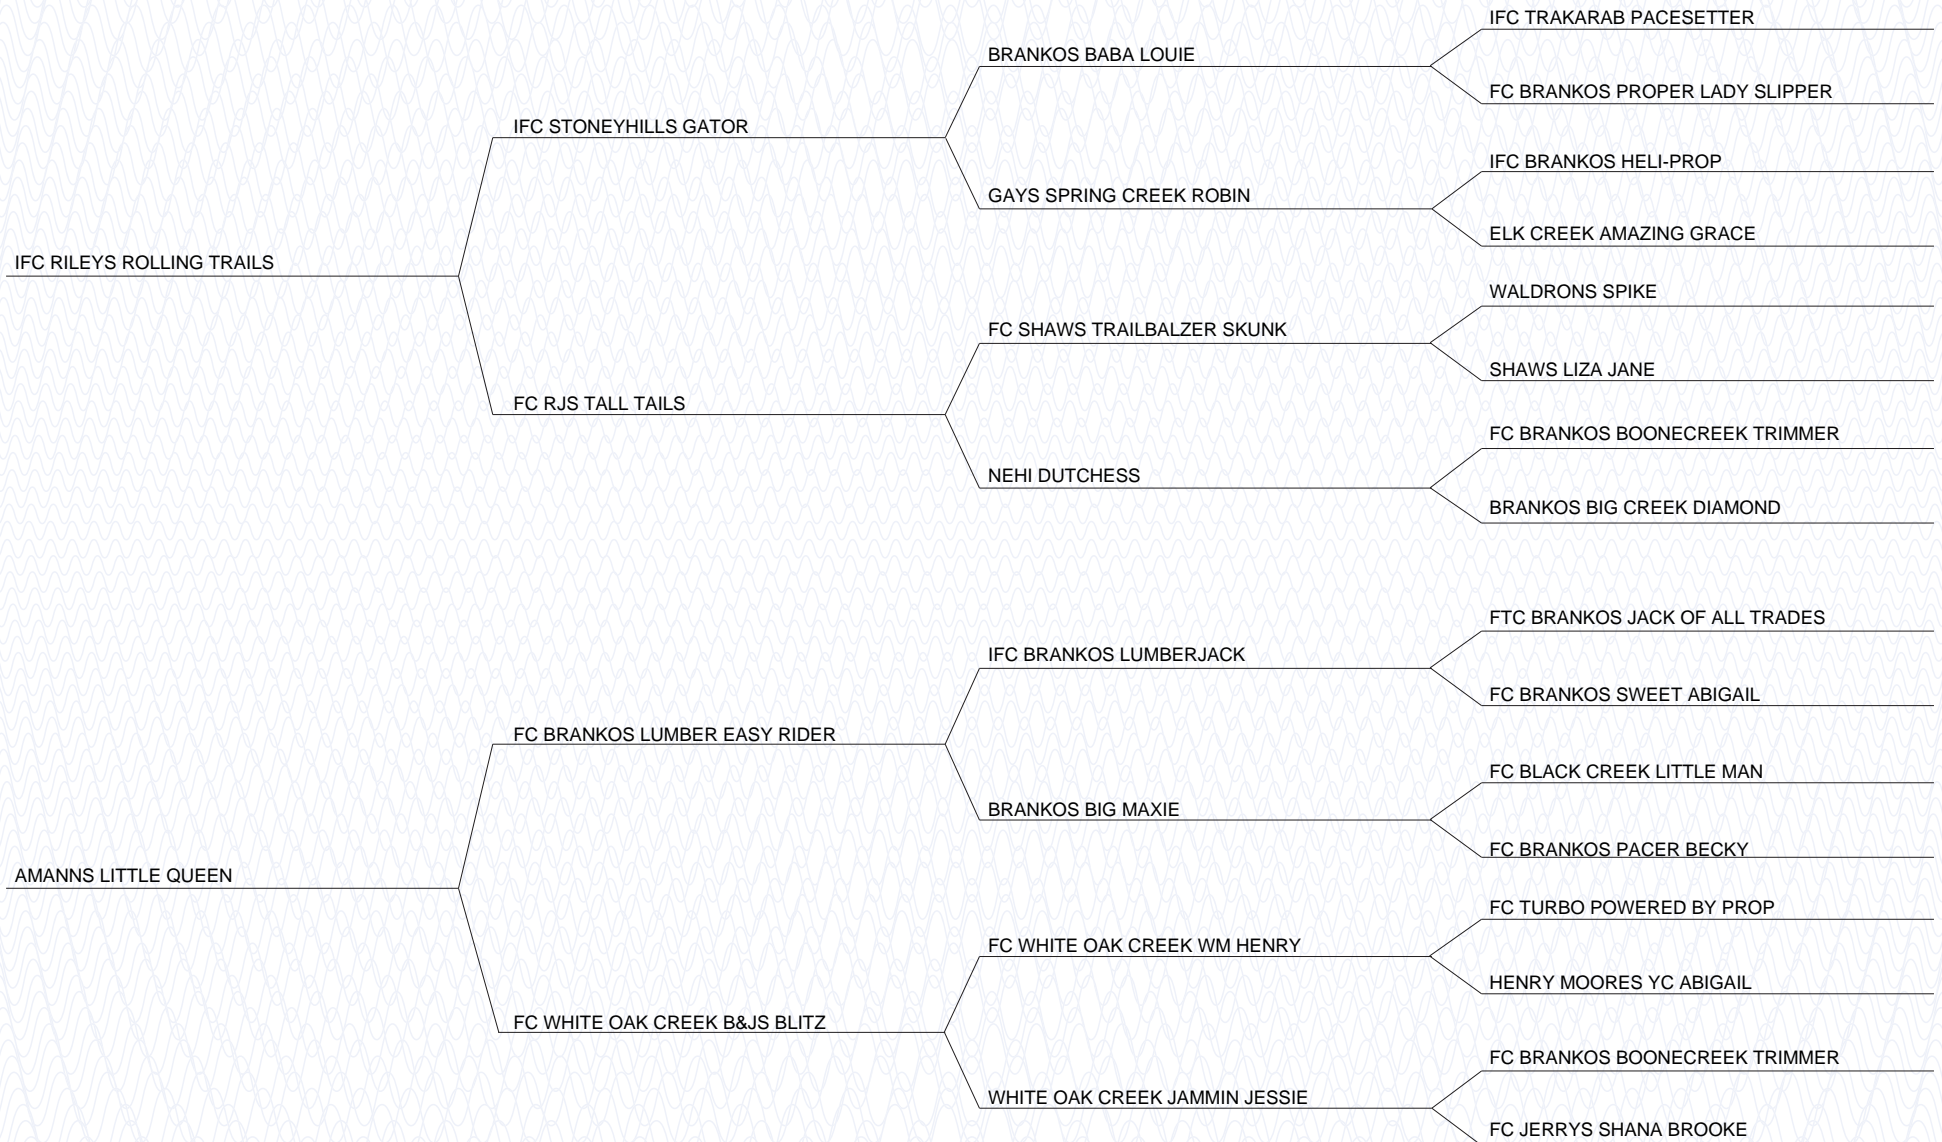 IFC TRAKARAB PACESETTER
BRANKOS BABA LOUIE
FC BRANKOS PROPER LADY SLIPPER
IFC STONEYHILLS GATOR
IFC BRANKOS HELI-PROP
GAYS SPRING CREEK ROBIN
ELK CREEK AMAZING GRACE
IFC RILEYS ROLLING TRAILS
WALDRONS SPIKE
FC SHAWS TRAILBALZER SKUNK
SHAWS LIZA JANE
FC RJS TALL TAILS
FC BRANKOS BOONECREEK TRIMMER
NEHI DUTCHESS
BRANKOS BIG CREEK DIAMOND
FTC BRANKOS JACK OF ALL TRADES
IFC BRANKOS LUMBERJACK
FC BRANKOS SWEET ABIGAIL
FC BRANKOS LUMBER EASY RIDER
FC BLACK CREEK LITTLE MAN
BRANKOS BIG MAXIE
FC BRANKOS PACER BECKY
AMANNS LITTLE QUEEN
FC TURBO POWERED BY PROP
FC WHITE OAK CREEK WM HENRY
HENRY MOORES YC ABIGAIL
FC WHITE OAK CREEK B&JS BLITZ
FC BRANKOS BOONECREEK TRIMMER
WHITE OAK CREEK JAMMIN JESSIE
FC JERRYS SHANA BROOKE